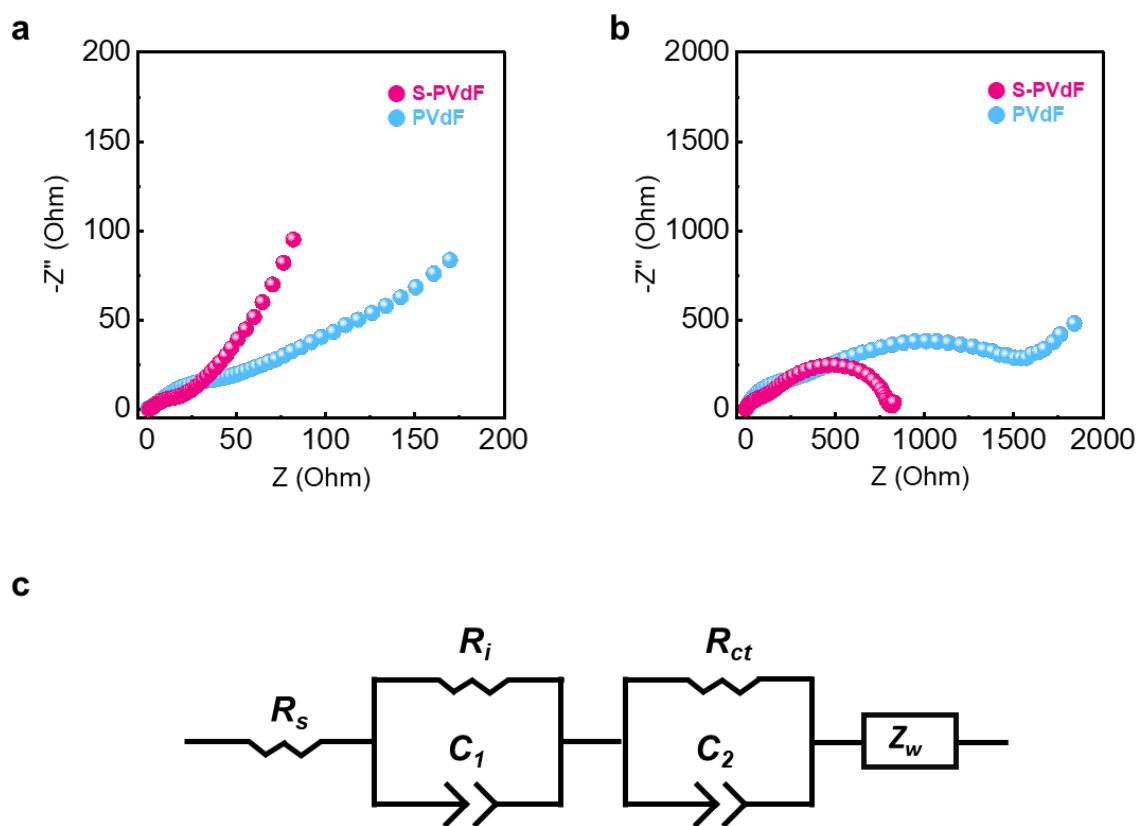 a
200
150
100
50
0
-Z" (Ohm)
S-PVdF
PVdF
0 50 100 150 200
Z (Ohm)
b
2000
1500
1000
500
0
-Z" (Ohm)
S-PVdF
PVdF
0 500 1000 1500 2000
Z (Ohm)
c
Rs
Ri
C1
Rct
C2
Zw